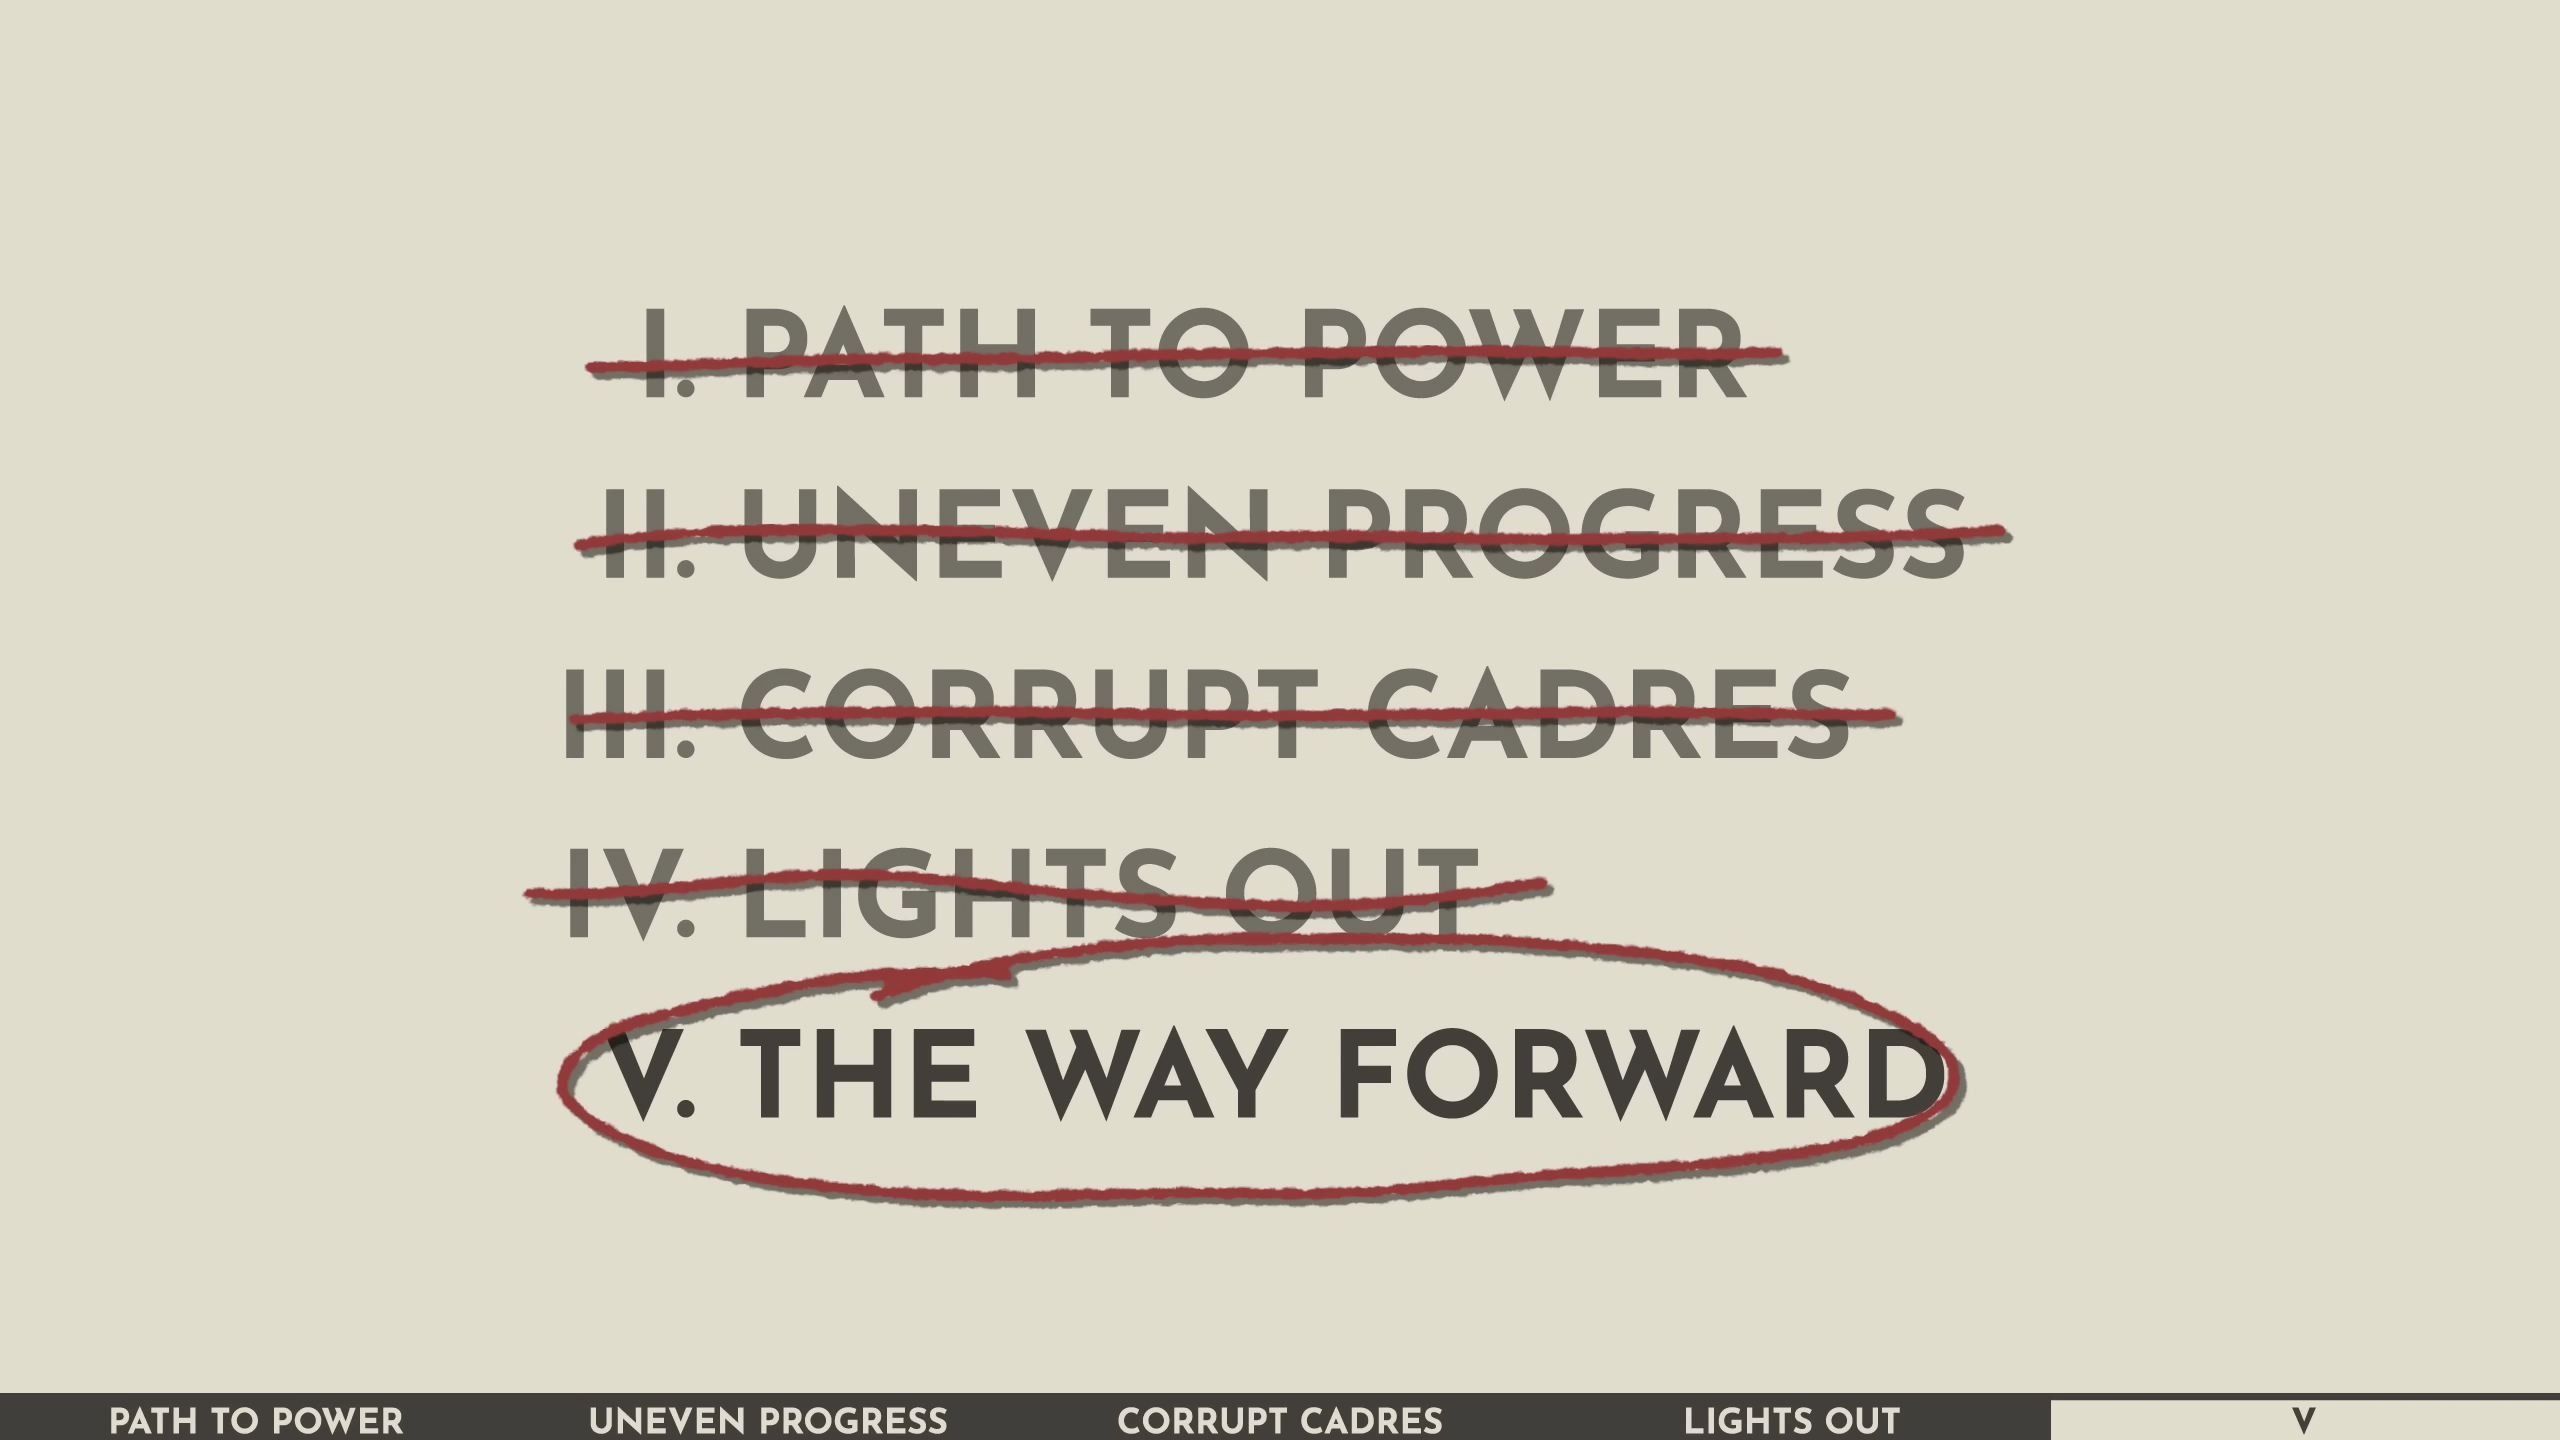 I. PATH TO POWER
II. UNEVEN PROGRESS
III. CORRUPT CADRES
IV. LIGHTS OUT
V. THE WAY FORWARD
PATH TO POWER UNEVEN PROGRESS CORRUPT CADRES LIGHTS OUT V